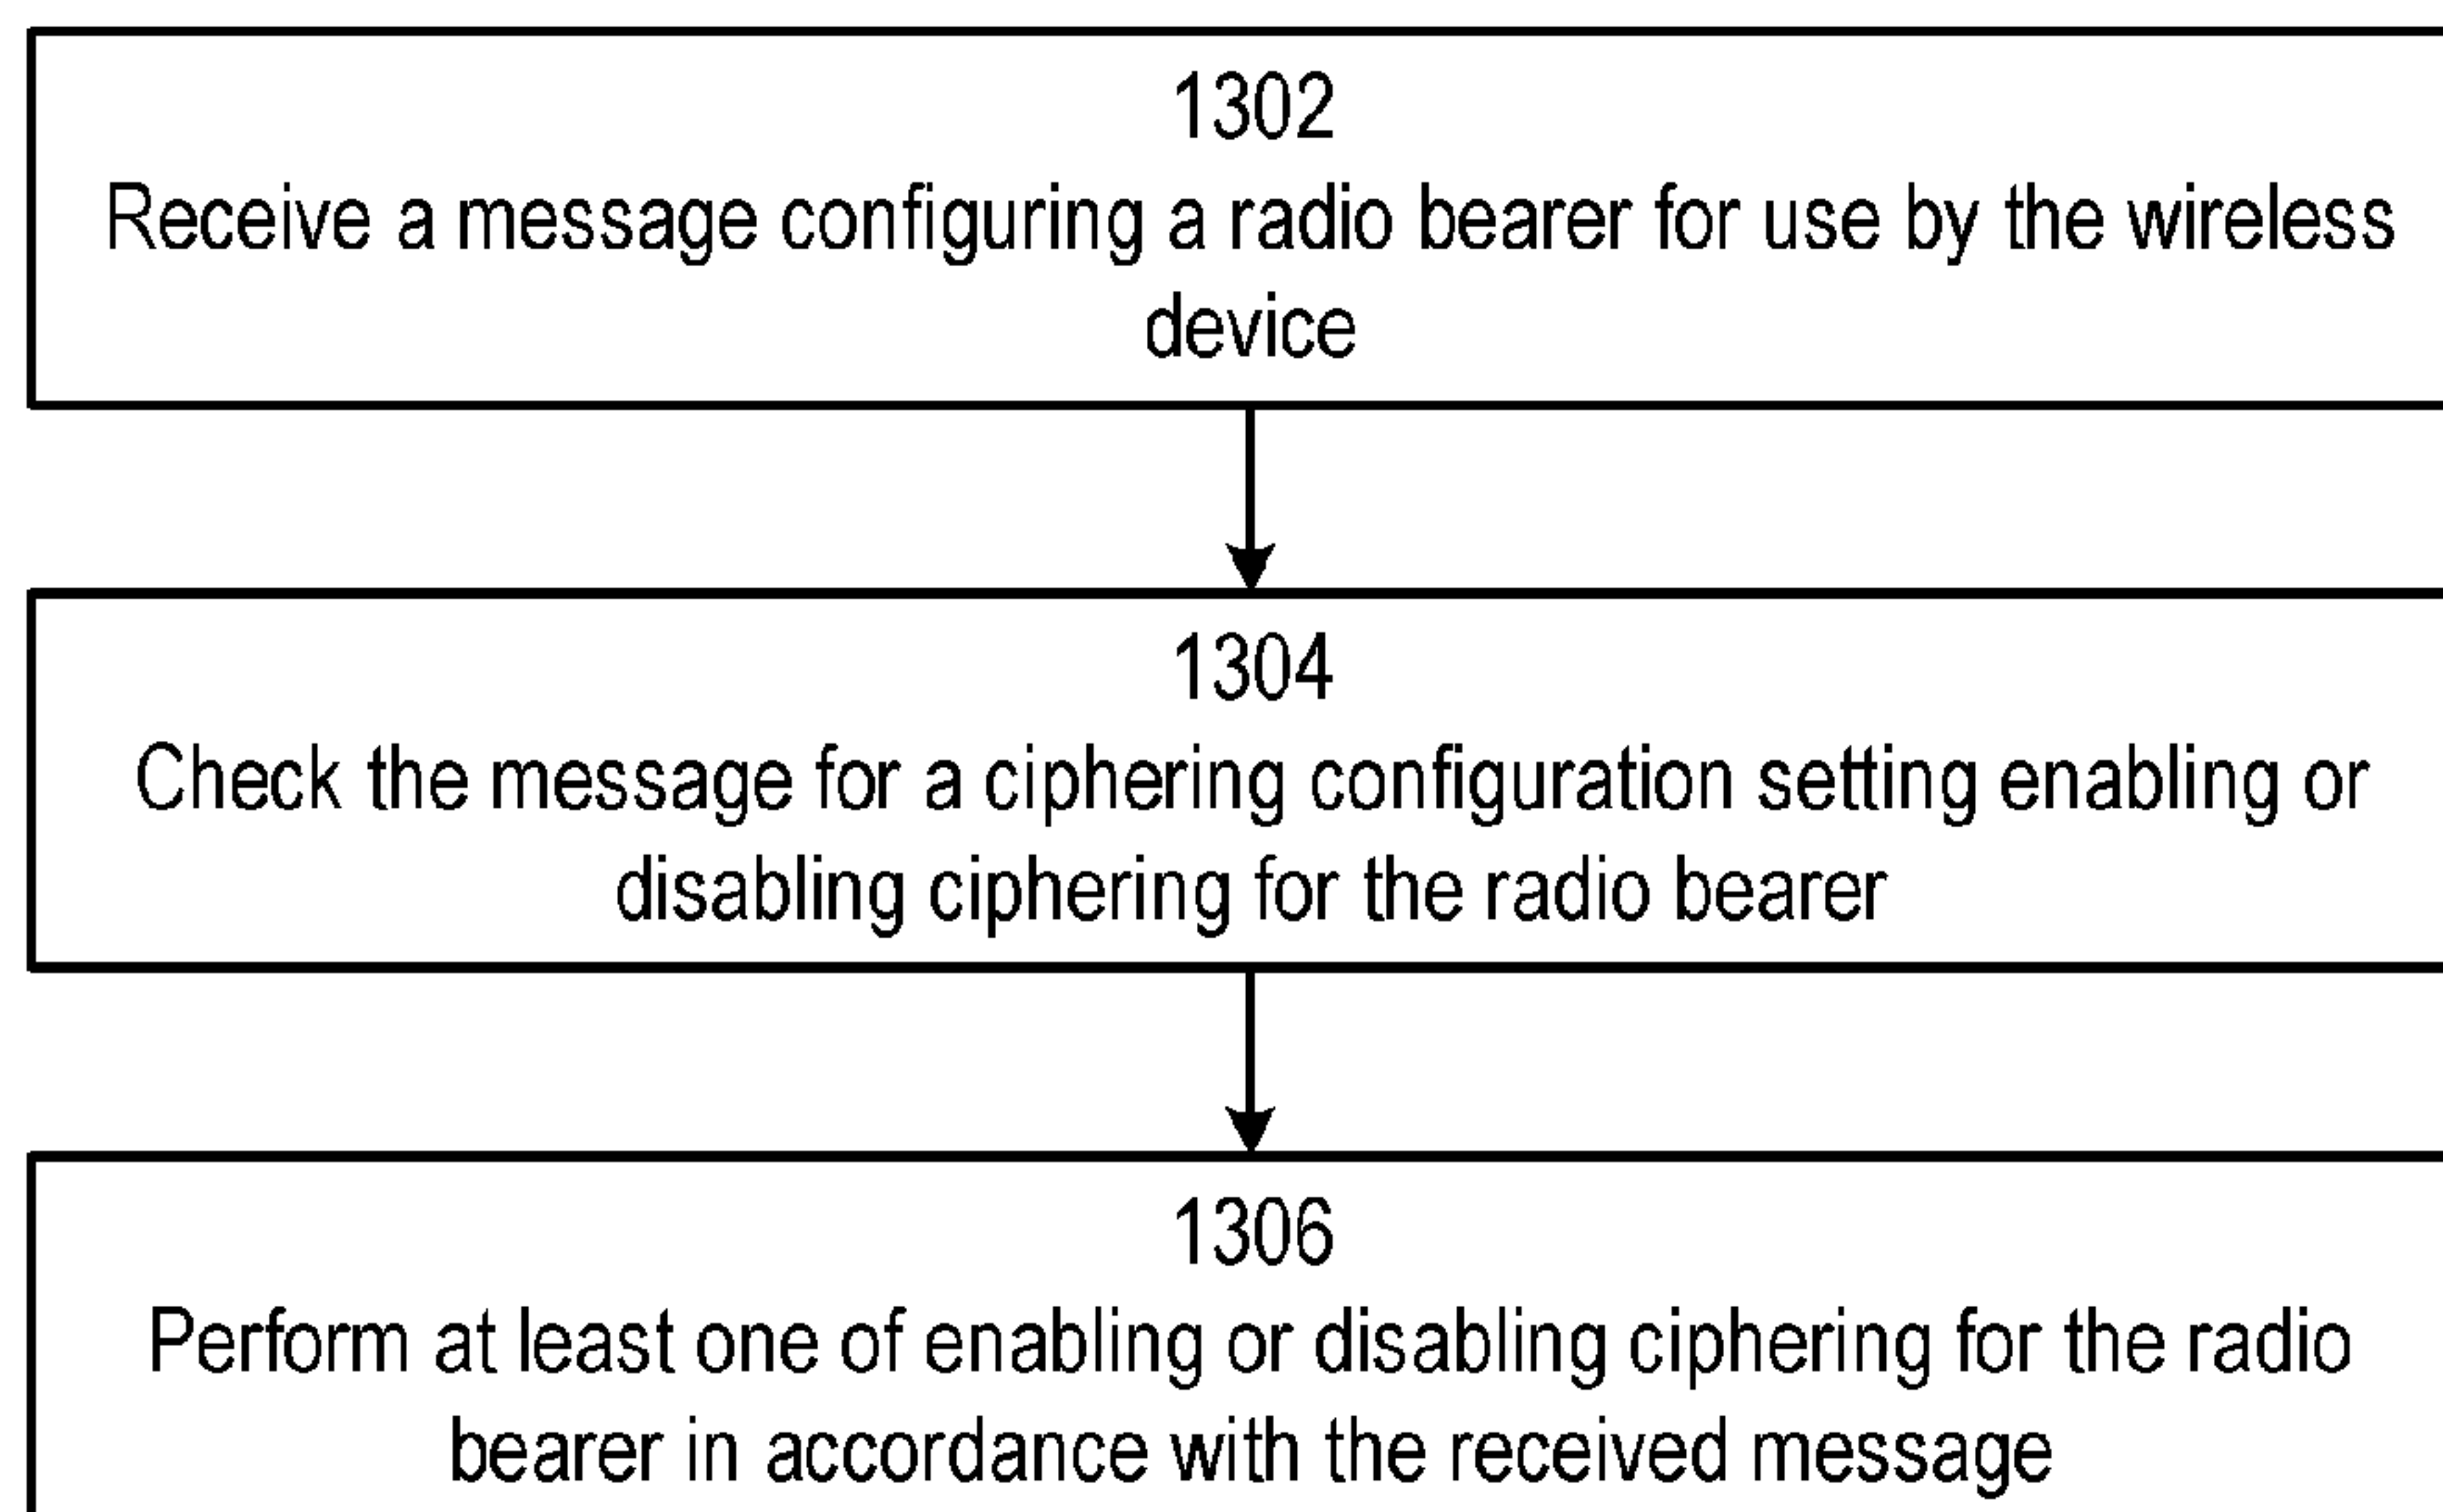 1302
Receive a message configuring a radio bearer for use by the wireless
device
1304
Check the message for a ciphering configuration setting enabling or
disabling ciphering for the radio bearer
1306
Perform at least one of enabling or disabling ciphering for the radio
bearer in accordance with the received message